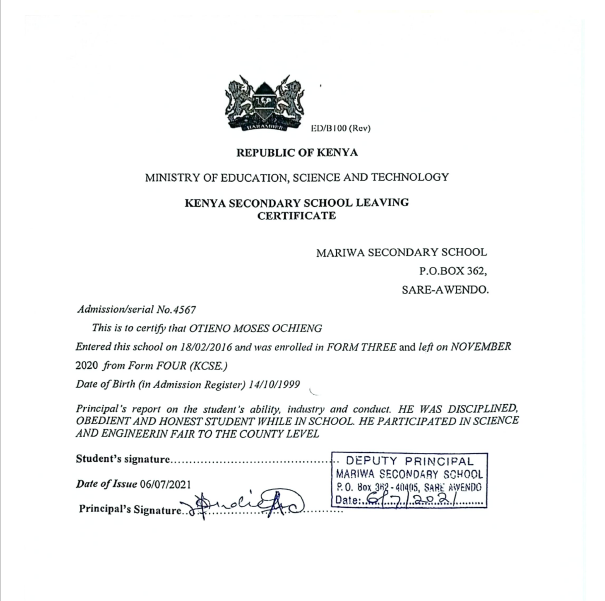 HARAMBEE
ED/B100 (Rev)
REPUBLIC OF KENYA
MINISTRY OF EDUCATION, SCIENCE AND TECHNOLOGY
KENYA SECONDARY SCHOOL LEAVING
CERTIFICATE
MARIWA SECONDARY SCHOOL
P.O.BOX 362,
SARE-AWENDO.
Admission/serial No.4567
This is to certify that OTIENO MOSES OCHIENG
Entered this school on 18/02/2016 and was enrolled in FORM THREE and left on NOVEMBER
2020 from Form FOUR (KCSE.)
Date of Birth (in Admission Register) 14/10/1999
Principal's report on the student's ability, industry and conduct. HE WAS DISCIPLINED,
OBEDIENT AND HONEST STUDENT WHILE IN SCHOOL. HE PARTICIPATED IN SCIENCE
AND ENGINEERIN FAIR TO THE COUNTY LEVEL
Student's signature
Date of Issue 06/07/2021
Principal's Signature
DEPUTY PRINCIPAL
MARIWA SECONDARY SCHOOL
P. O. Box 362 - 40405, SARE AWENDO
Date: 6/7/2021